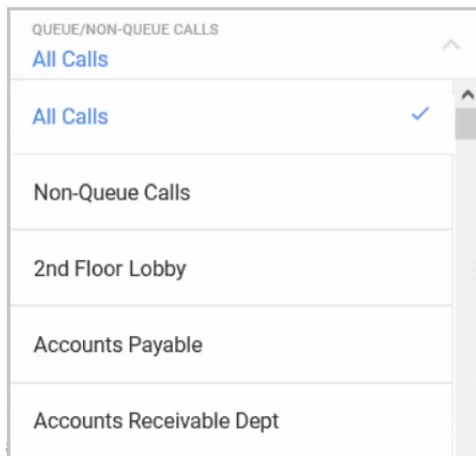 QUEUE/NON-QUEUE CALLS
All Calls
All Calls
Non-Queue Calls
2nd Floor Lobby
Accounts Payable
Accounts Receivable Dept